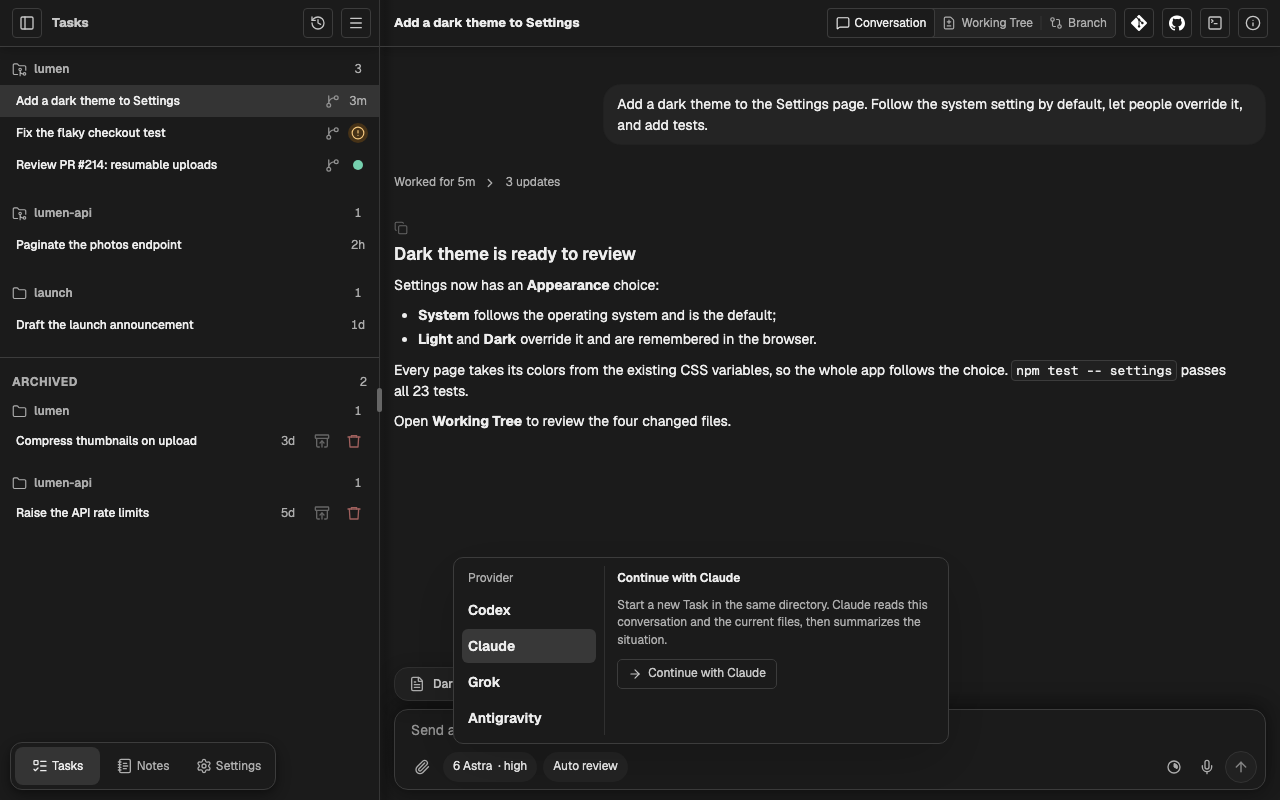 Tasks
lumen 3
Add a dark theme to Settings 3m
Fix the flaky checkout test
Review PR #214: resumable uploads
lumen-api 1
Paginate the photos endpoint 2h
launch 1
Draft the launch announcement 1d
ARCHIVED 2
lumen 1
Compress thumbnails on upload 3d
lumen-api 1
Raise the API rate limits 5d
Tasks Notes Settings
Add a dark theme to Settings
Conversation Working Tree Branch
Add a dark theme to the Settings page. Follow the system setting by default, let people override it,
and add tests.
Worked for 5m 3 updates
Dark theme is ready to review
Settings now has an Appearance choice:
• System follows the operating system and is the default;
• Light and Dark override it and are remembered in the browser.
Every page takes its colors from the existing CSS variables, so the whole app follows the choice. npm test -- settings passes
all 23 tests.
Open Working Tree to review the four changed files.
Provider
Codex
Claude
Grok
Antigravity
Continue with Claude
Start a new Task in the same directory. Claude reads this
conversation and the current files, then summarizes the
situation.
Continue with Claude
Send
6 Astra · high Auto review